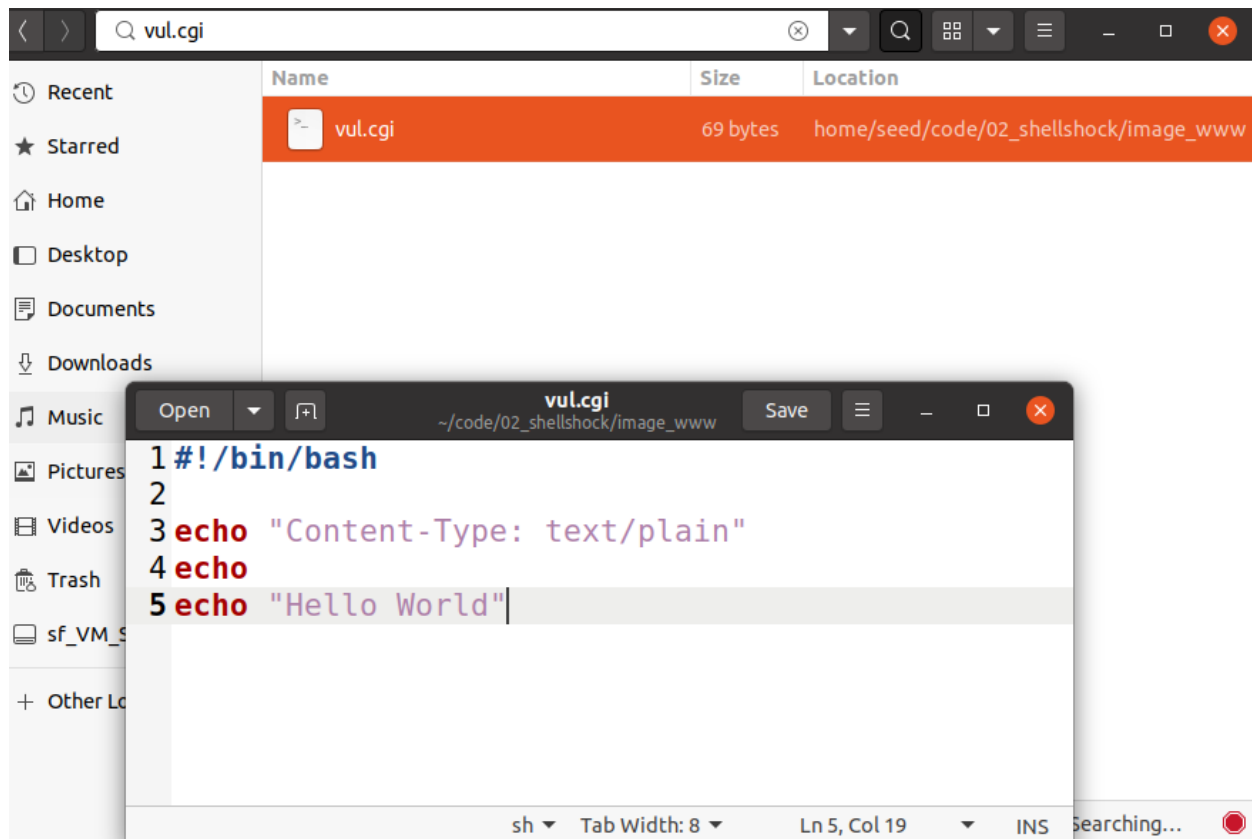 vul.cgi
Name Size Location
vul.cgi 69 bytes home/seed/code/02_shellshock/image_www
Recent
Starred
Home
Desktop
Documents
Downloads
Music
Pictures
Videos
Trash
sf_VM_S
+ Other Lo
Open vul.cgi Save
~/code/02_shellshock/image_www
1 #!/bin/bash
2
3 echo "Content-Type: text/plain"
4 echo
5 echo "Hello World"
sh Tab Width: 8 Ln 5, Col 19 INS
Searching...